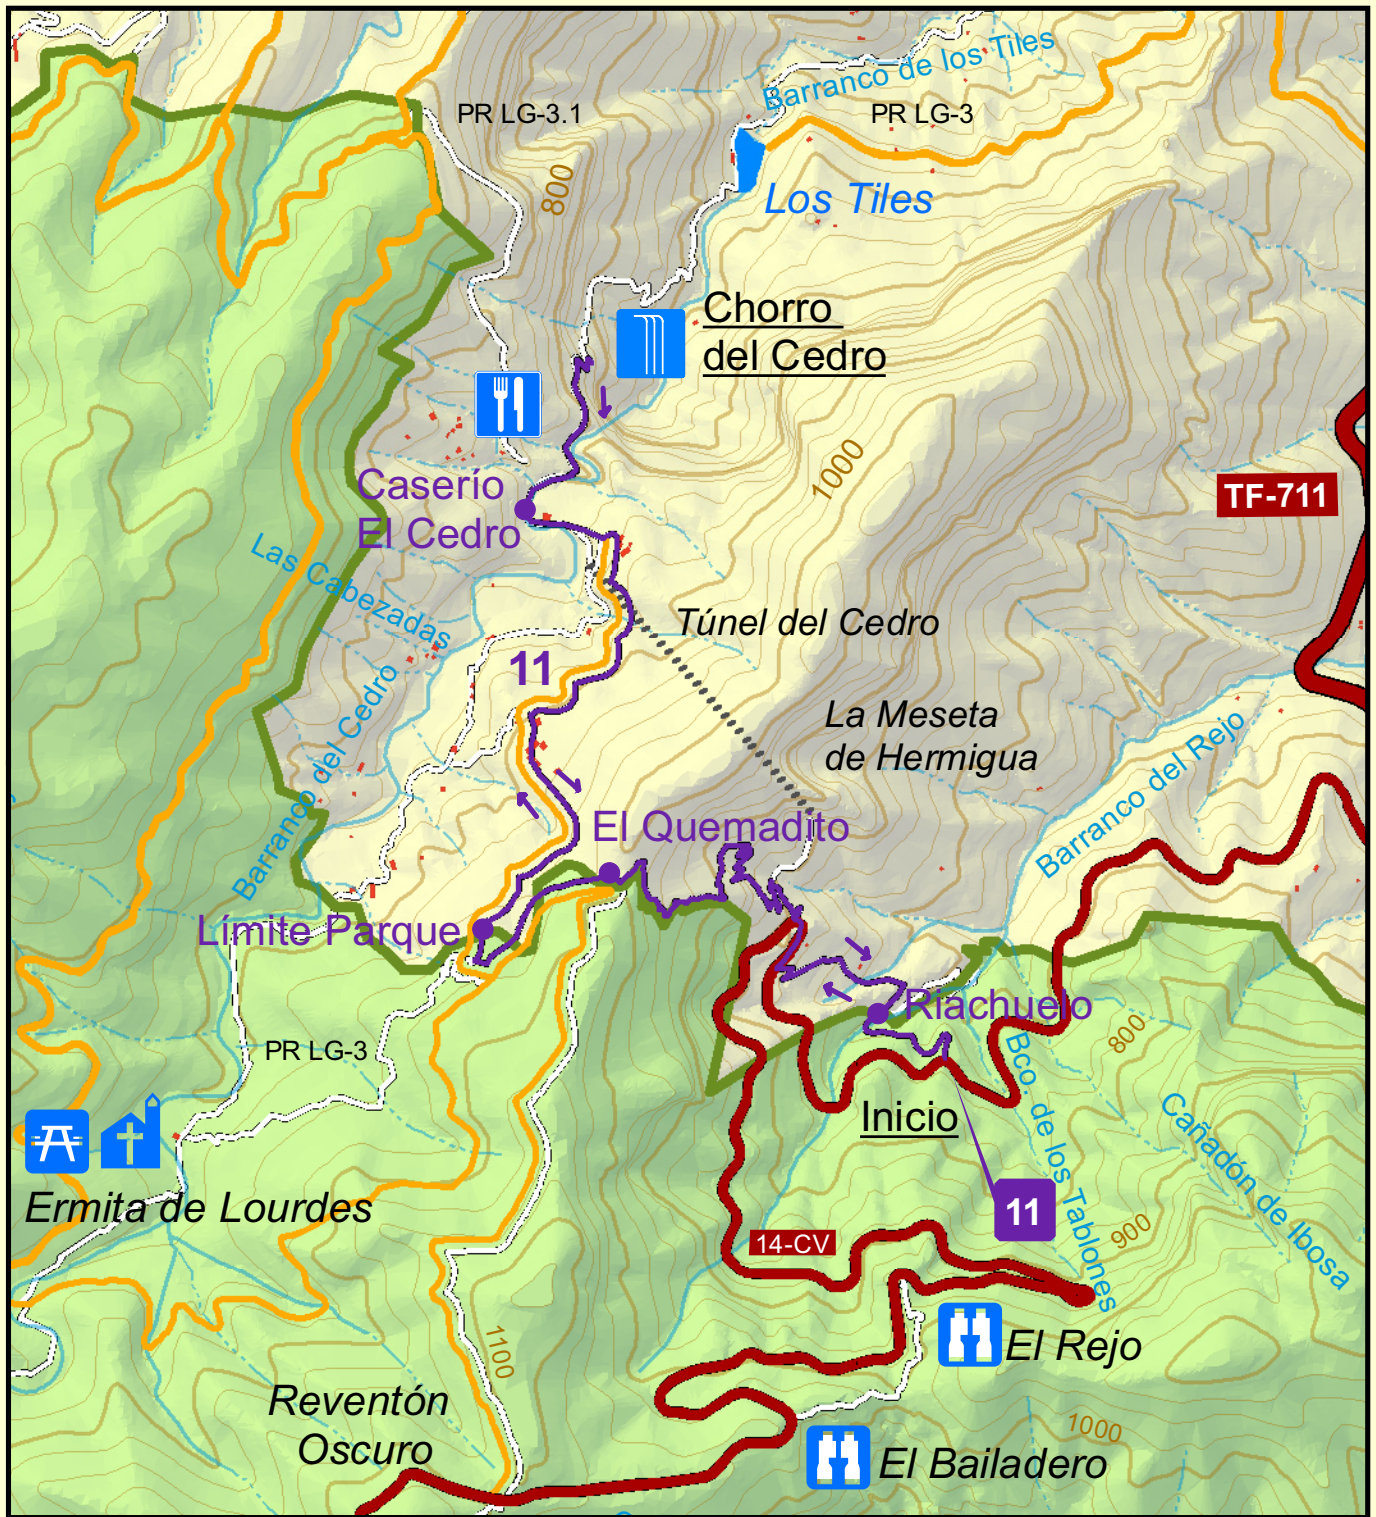 Barranco de los Tiles
PR LG-3.1
PR LG-3
800
Los Tiles
Chorro
del Cedro
1000
Caserío
El Cedro
TF-711
Las Cabezadas
Túnel del Cedro
11
Barranco del Cedro
La Meseta
de Hermigua
Barranco del Rejo
El Quemadito
Límite Parque
Riachuelo
PR LG-3
800
Bco. de los Tablones
Inicio
Cañadón de Ibosa
Ermita de Lourdes
11
900
14-CV
1100
El Rejo
Reventón
Oscuro
1000
El Bailadero